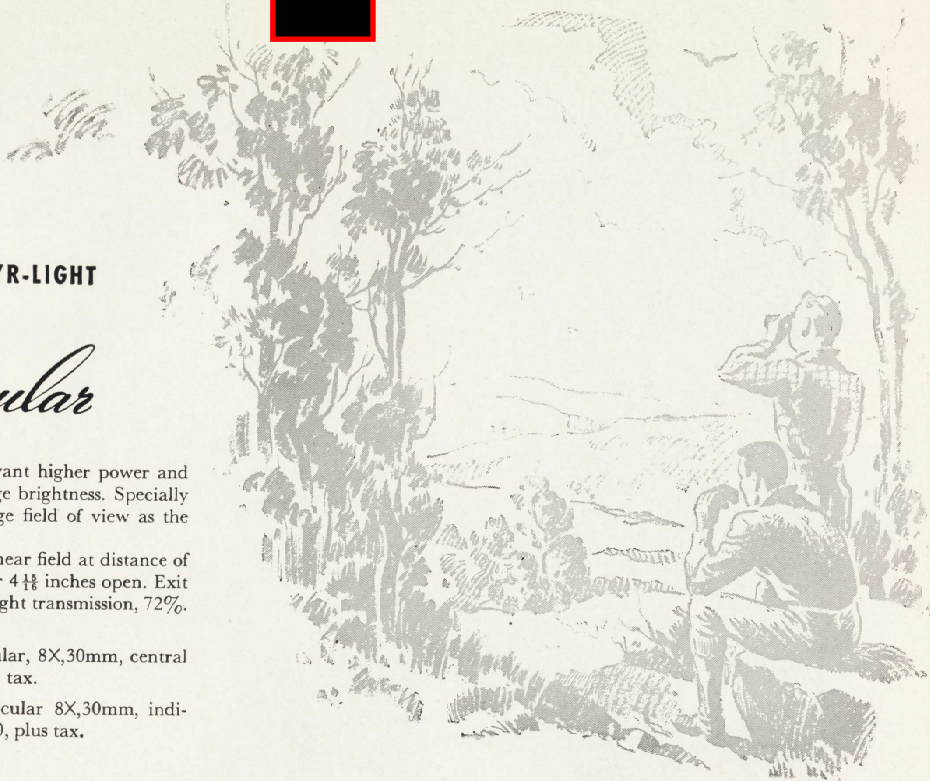 R-LIGHT
ular
ant higher power and
ge brightness. Specially
ge field of view as the
near field at distance of
4 13/16 inches open. Exit
ght transmission, 72%.
lar, 8X,30mm, central
tax.
cular 8X,30mm, indi-
, plus tax.